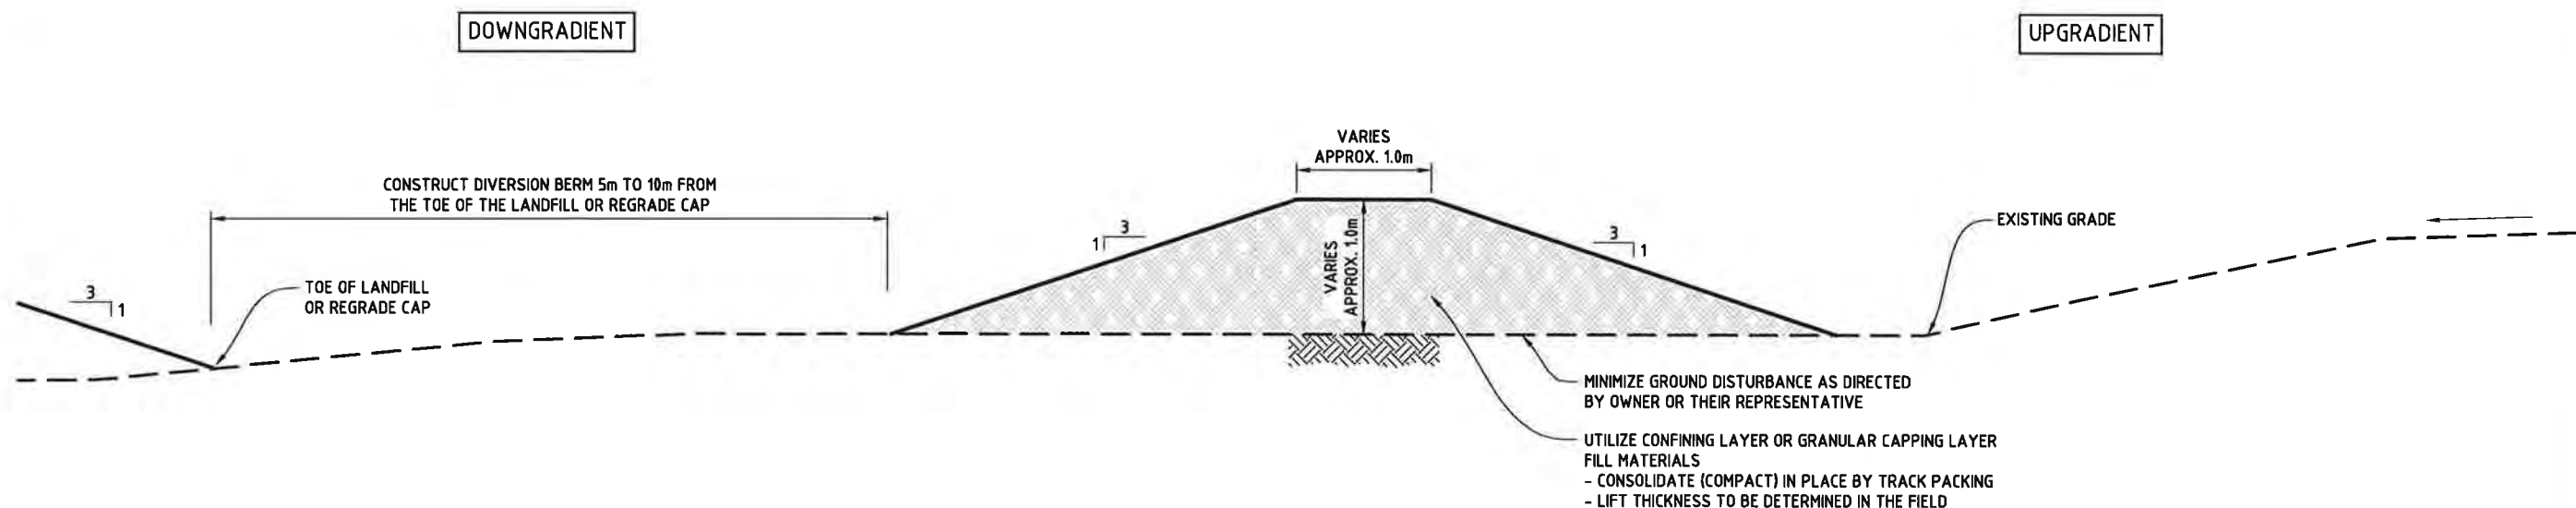 DOWNGRADIENT
UPGRADIENT
VARIES
APPROX. 1.0m
CONSTRUCT DIVERSION BERM 5m TO 10m FROM
THE TOE OF THE LANDFILL OR REGRADE CAP
3
1
TOE OF LANDFILL
OR REGRADE CAP
3
1
VARIES
APPROX. 1.0m
3
1
EXISTING GRADE
MINIMIZE GROUND DISTURBANCE AS DIRECTED
BY OWNER OR THEIR REPRESENTATIVE
UTILIZE CONFINING LAYER OR GRANULAR CAPPING LAYER
FILL MATERIALS
- CONSOLIDATE (COMPACT) IN PLACE BY TRACK PACKING
- LIFT THICKNESS TO BE DETERMINED IN THE FIELD